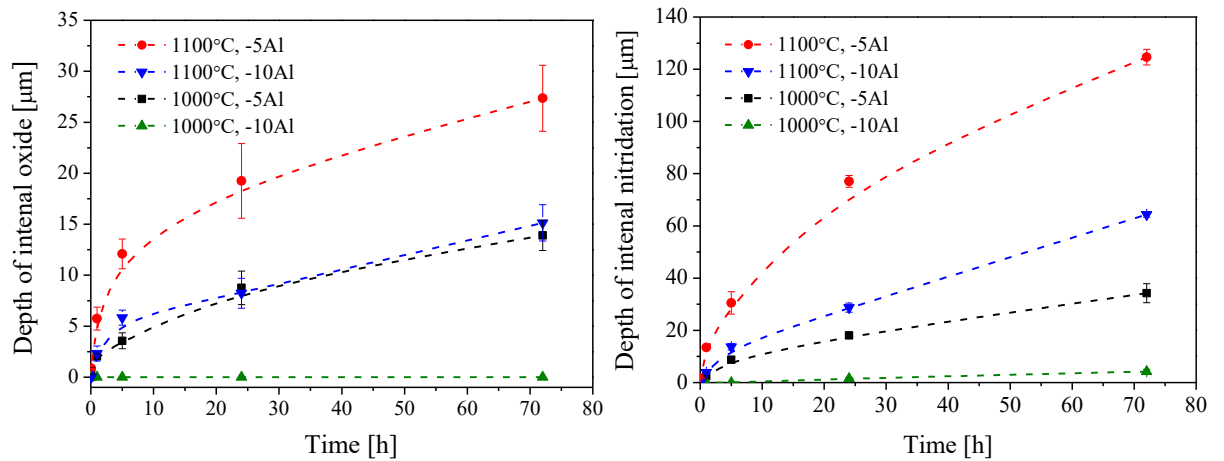 Depth of intenal oxide [μm]
35
30
25
20
15
10
5
0
1100°C, -5Al
1100°C, -10Al
1000°C, -5Al
1000°C, -10Al
0 10 20 30 40 50 60 70 80
Time [h]
Depth of intenal nitridation [μm]
140
120
100
80
60
40
20
0
1100°C, -5Al
1100°C, -10Al
1000°C, -5Al
1000°C, -10Al
0 10 20 30 40 50 60 70 80
Time [h]